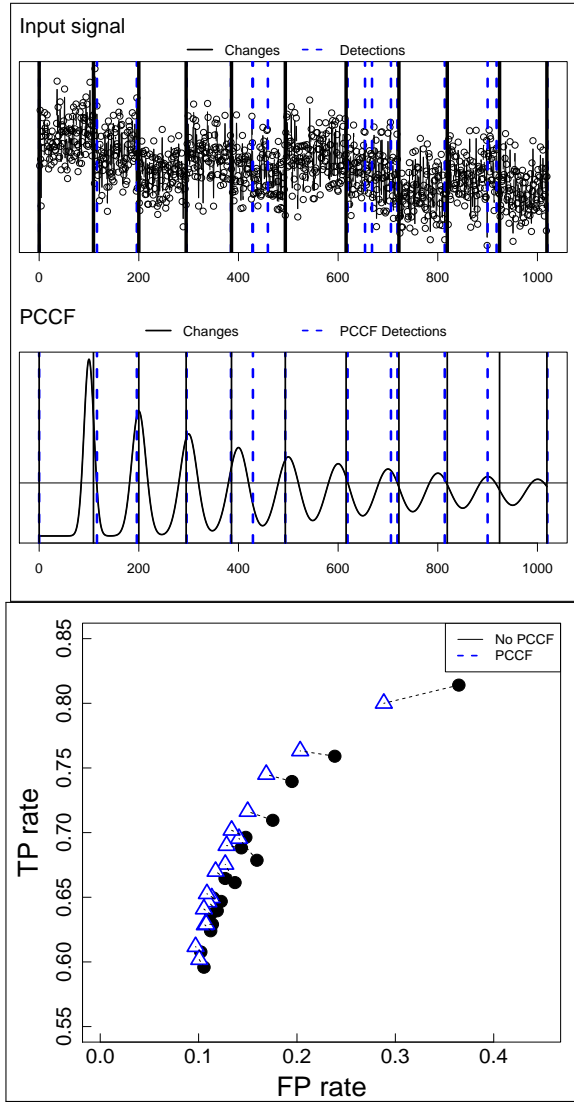 Input signal
Changes Detections
0 200 400 600 800 1000
PCCF
Changes PCCF Detections
0 200 400 600 800 1000
No PCCF
PCCF
TP rate
0.85
0.80
0.75
0.70
0.65
0.60
0.55
0.0 0.1 0.2 0.3 0.4
FP rate